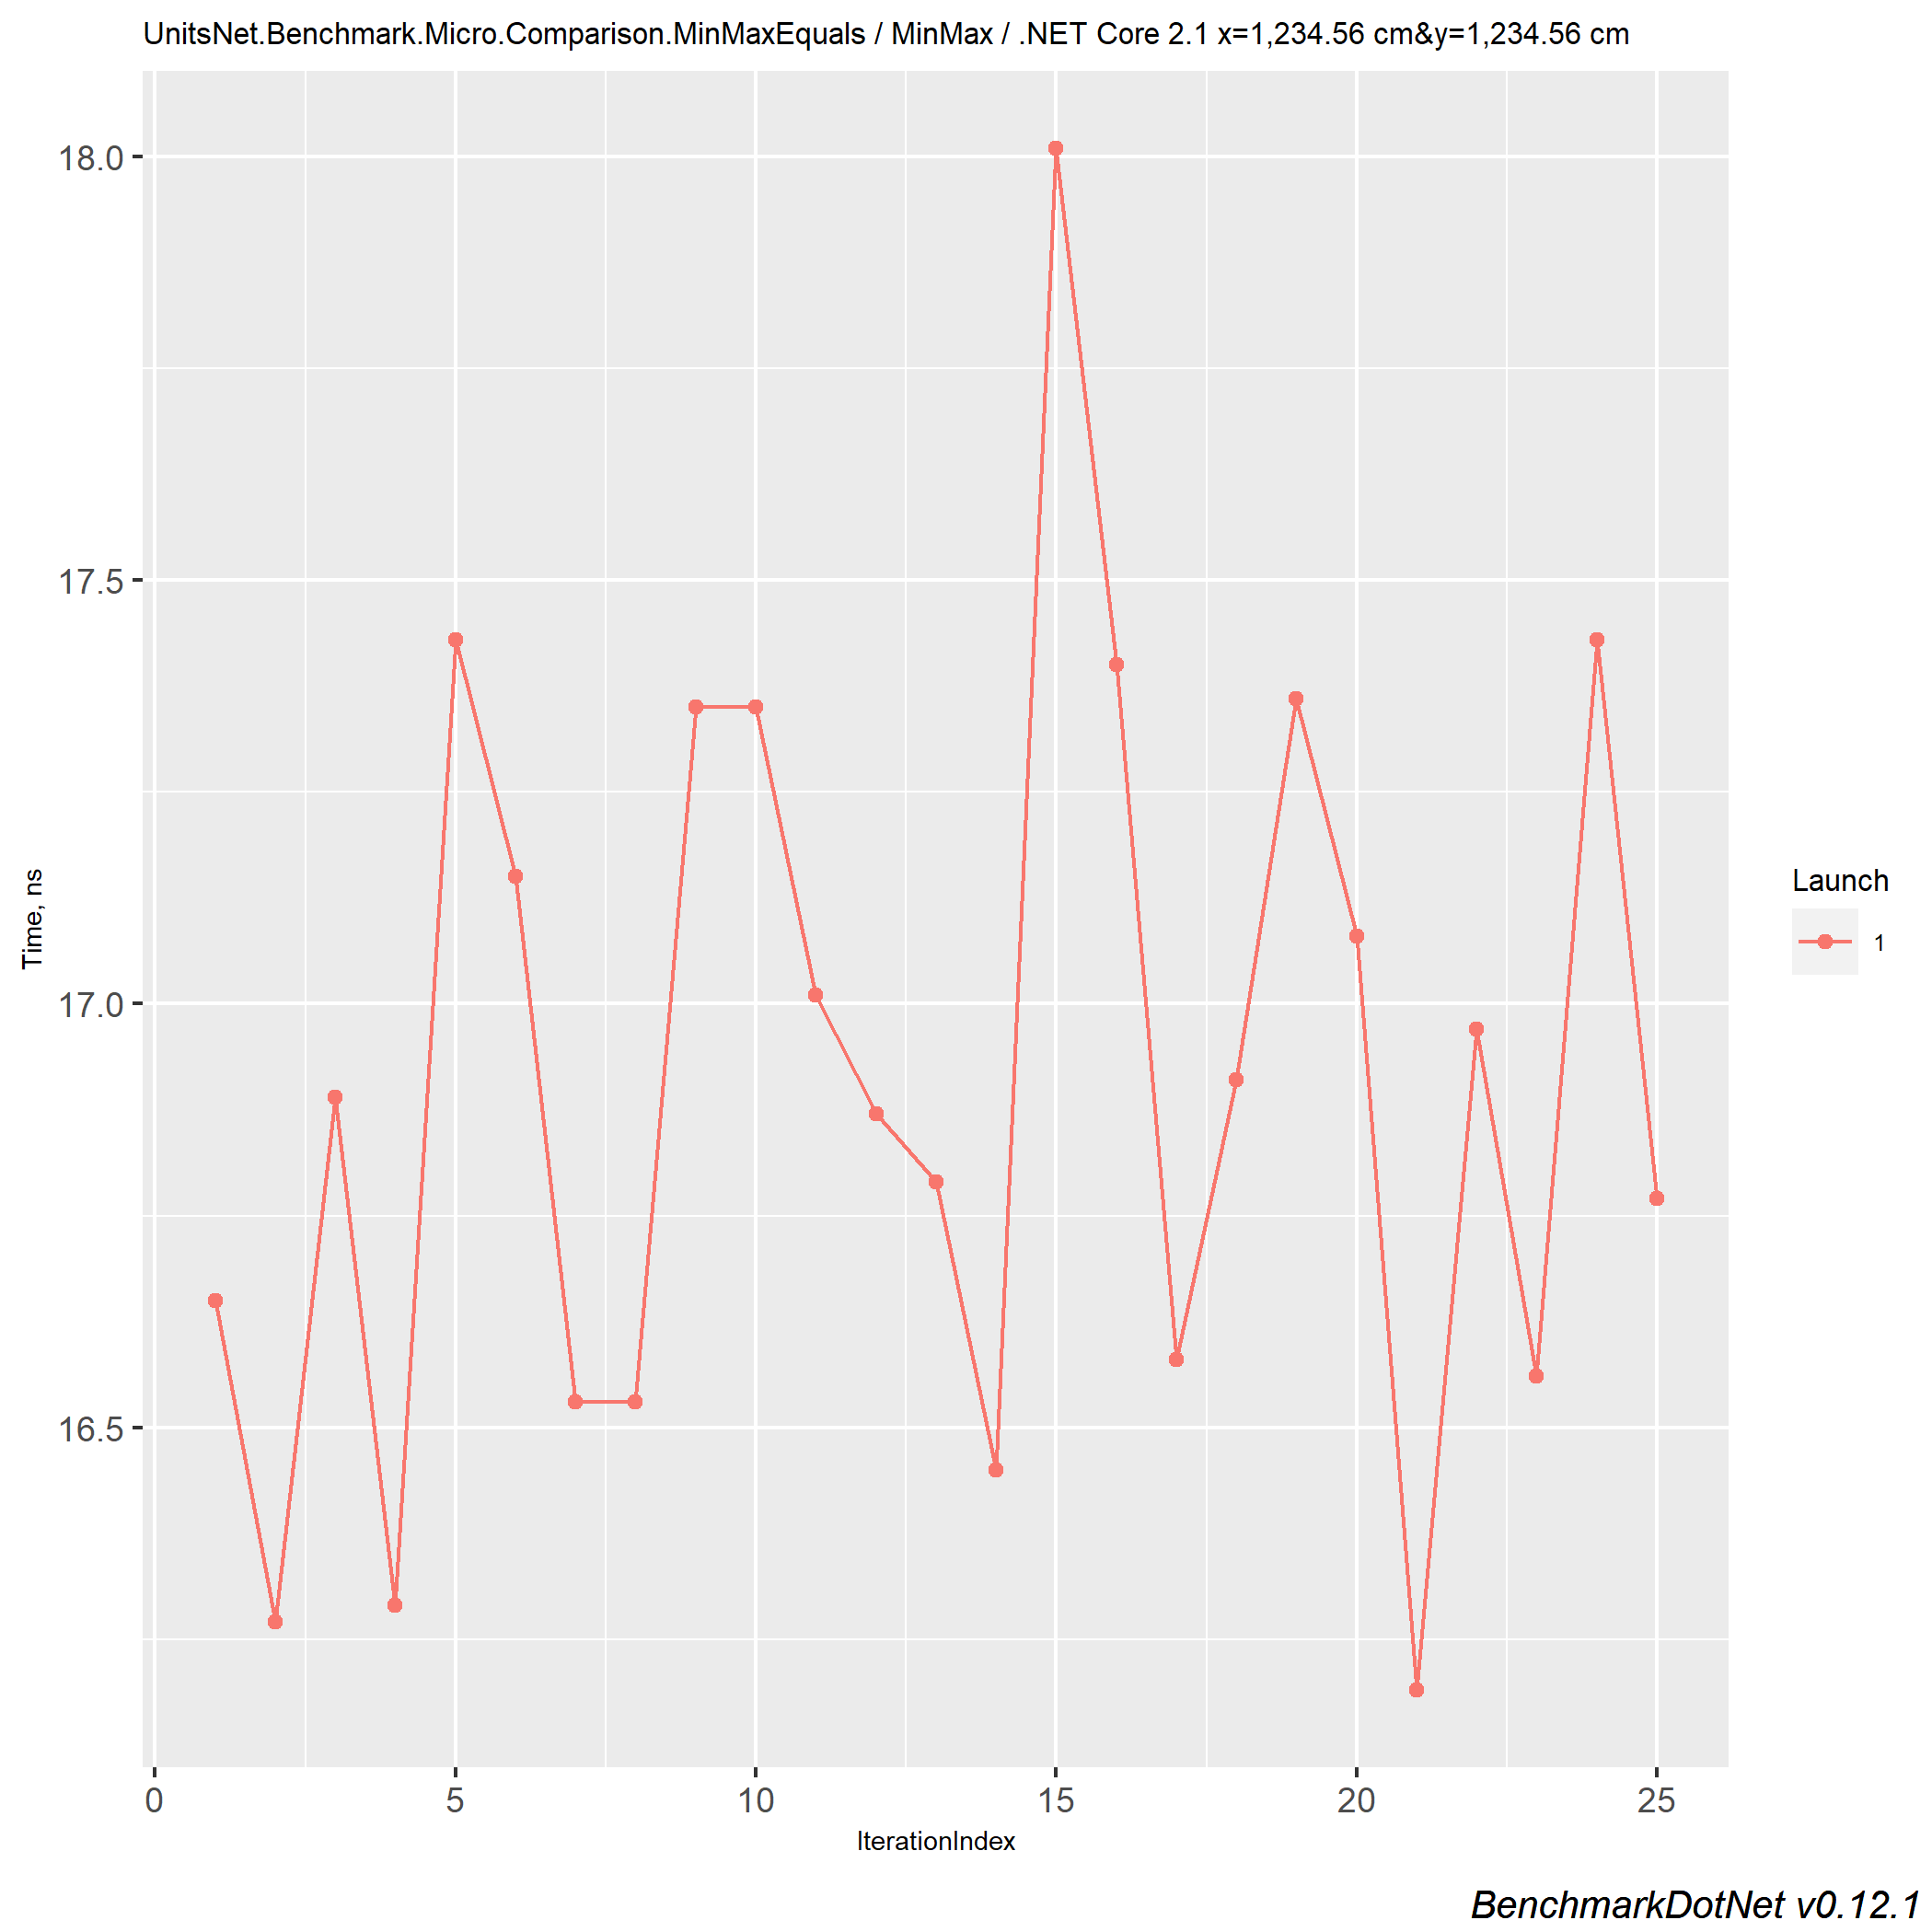 UnitsNet.Benchmark.Micro.Comparison.MinMaxEquals / MinMax / .NET Core 2.1 x=1,234.56 cm&y=1,234.56 cm
18.0
17.5
17.0
16.5
Time, ns
0 5 10 15 20 25
IterationIndex
Launch
1
BenchmarkDotNet v0.12.1